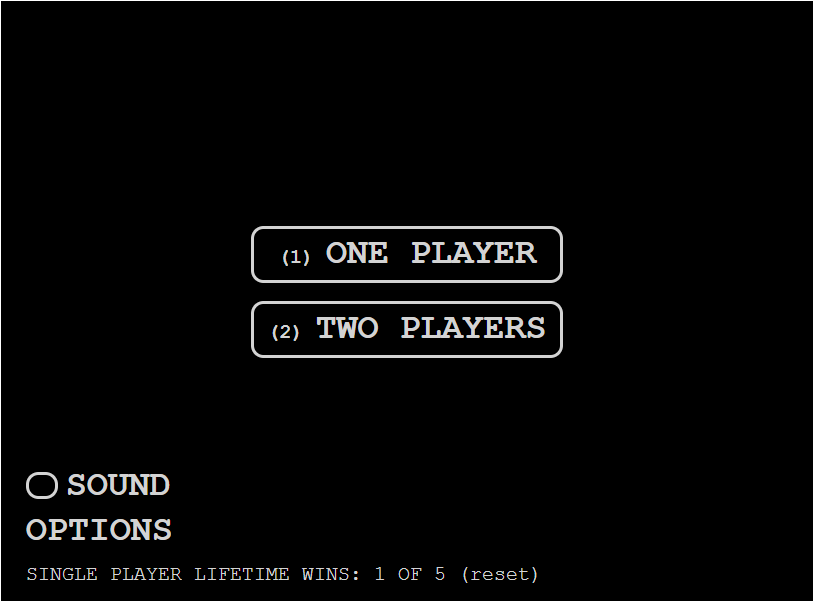 (1) ONE PLAYER
(2) TWO PLAYERS
SOUND
OPTIONS
SINGLE PLAYER LIFETIME WINS: 1 OF 5 (reset)